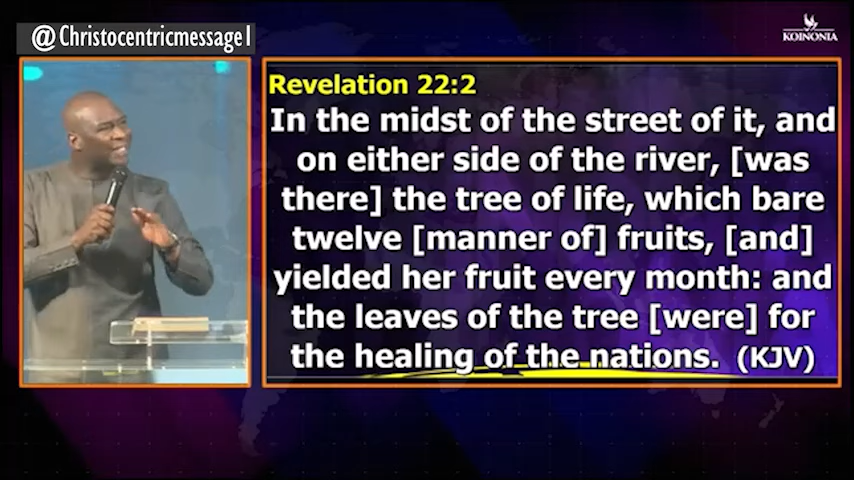 @Christocentricmessage1
KOINONIA
Revelation 22:2
In the midst of the street of it, and
on either side of the river, [was
there] the tree of life, which bare
twelve [manner of] fruits, [and]
yielded her fruit every month: and
the leaves of the tree [were] for
the healing of the nations. (KJV)